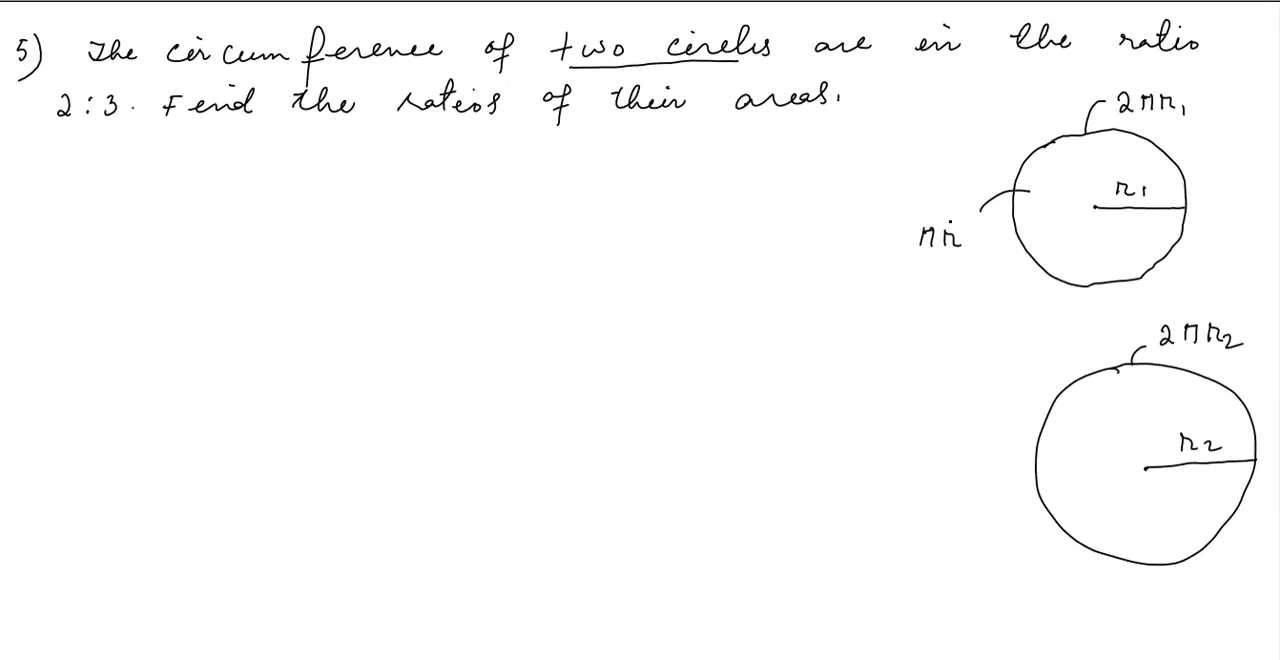 5) The circumference of two circles are in the ratio
2:3. Find the ratios of their areas.
2πr₁
r₁
πr
2πr₂
r₂